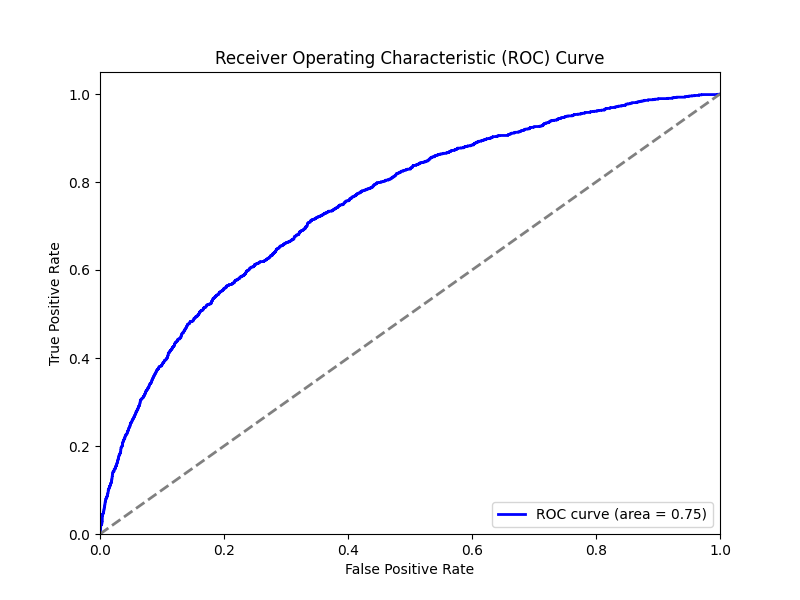 Receiver Operating Characteristic (ROC) Curve
1.0
0.8
0.6
0.4
0.2
0.0
True Positive Rate
ROC curve (area = 0.75)
0.0 0.2 0.4 0.6 0.8 1.0
False Positive Rate